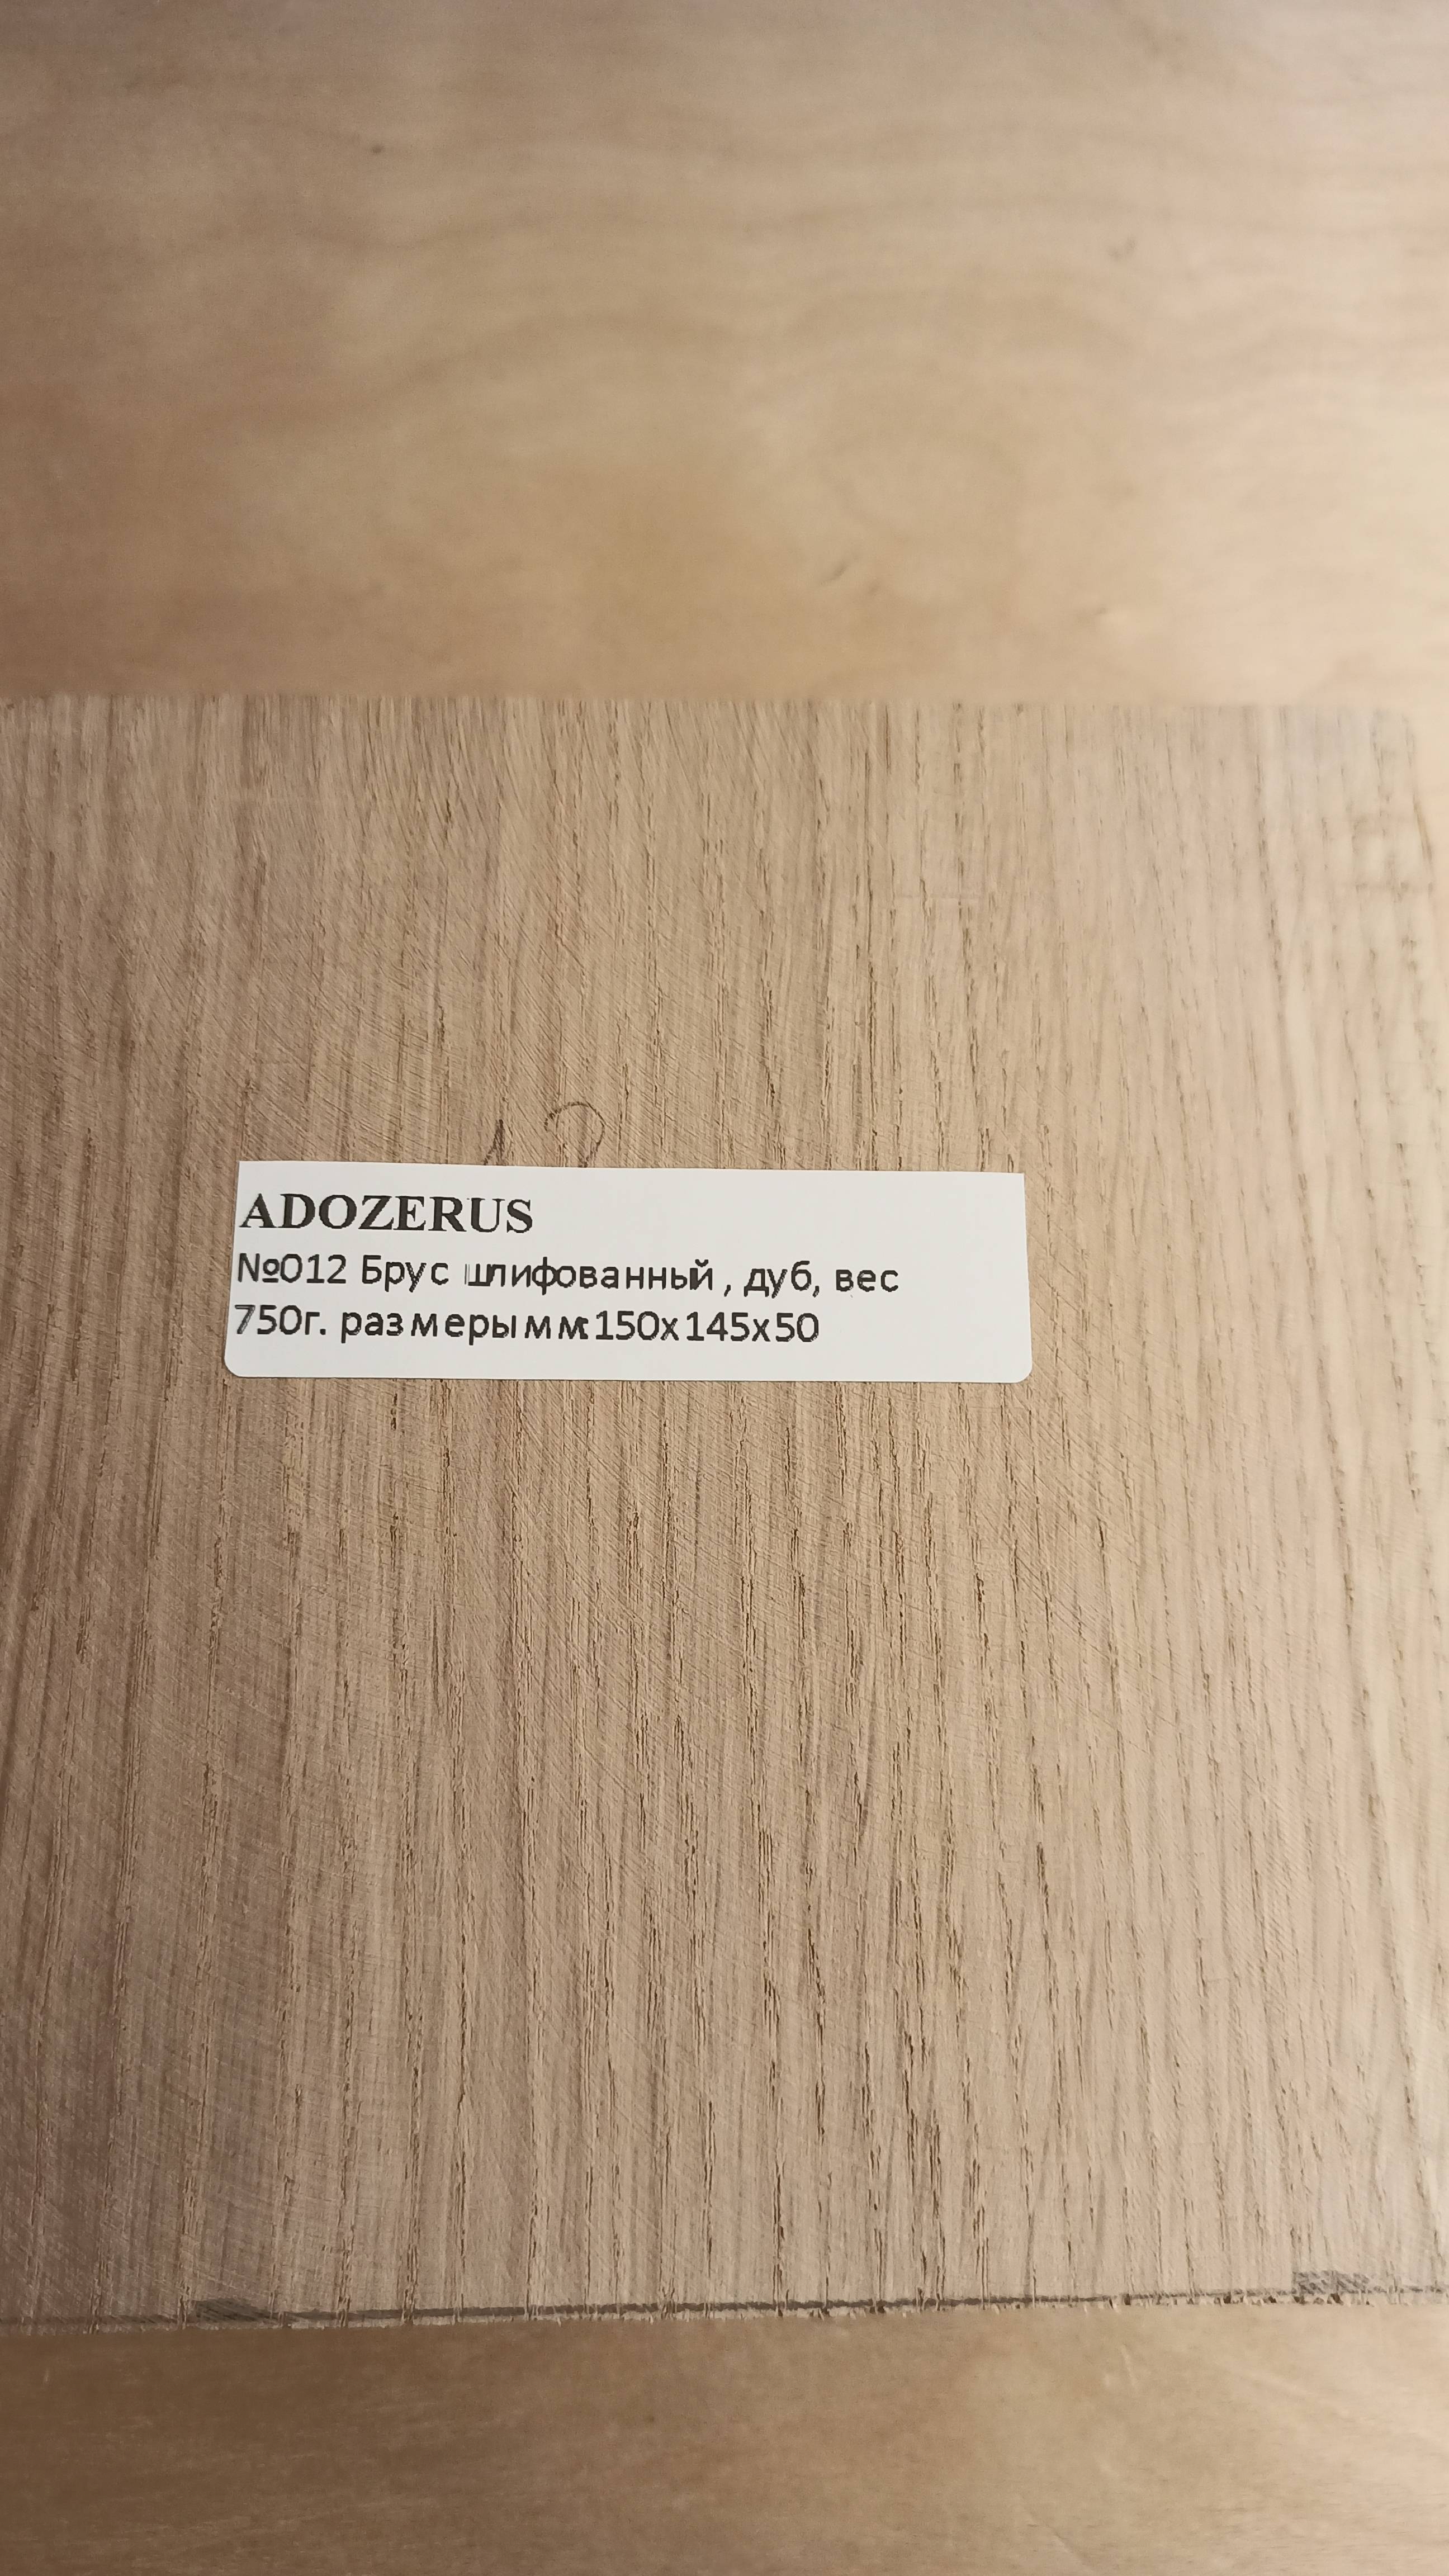 ADOZERUS
№012 Брус шлифованный , дуб, вес
750г. размеры мм:150х145х50